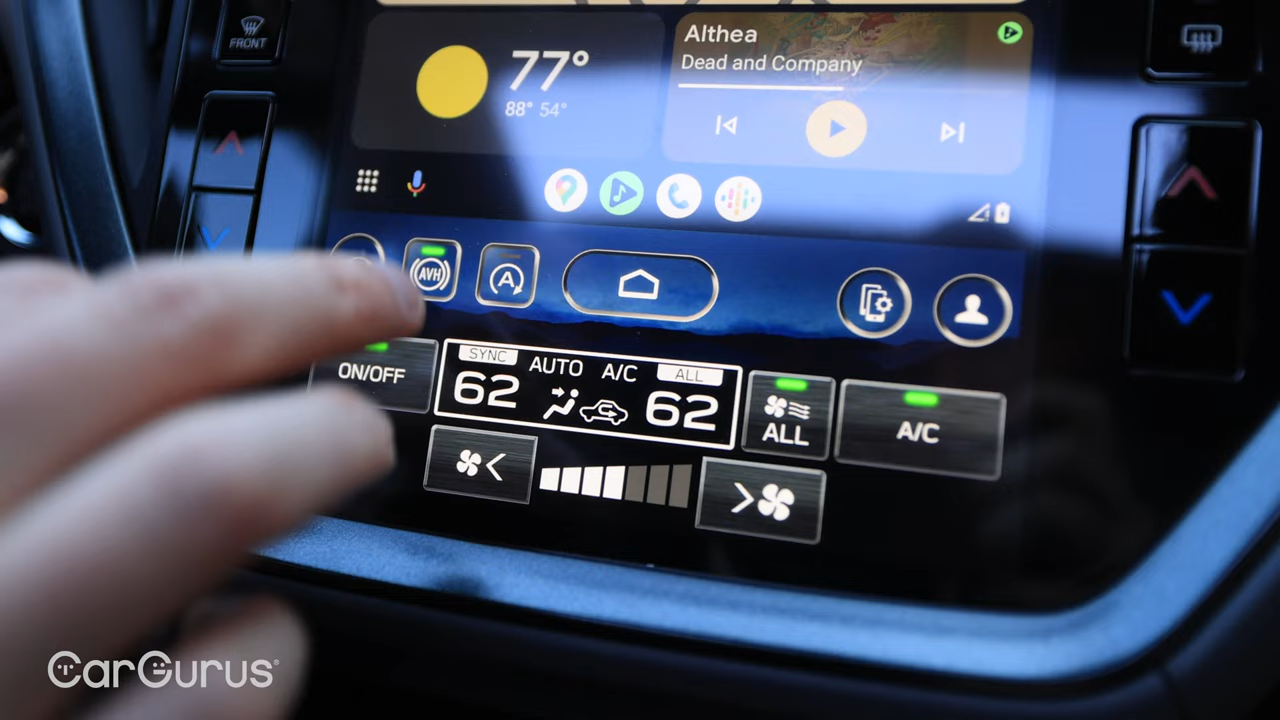 FRONT
77°
88° 54°
Althea
Dead and Company
AVH
A
ON/OFF
SYNC AUTO A/C ALL
62 62
ALL
A/C
CarGurus